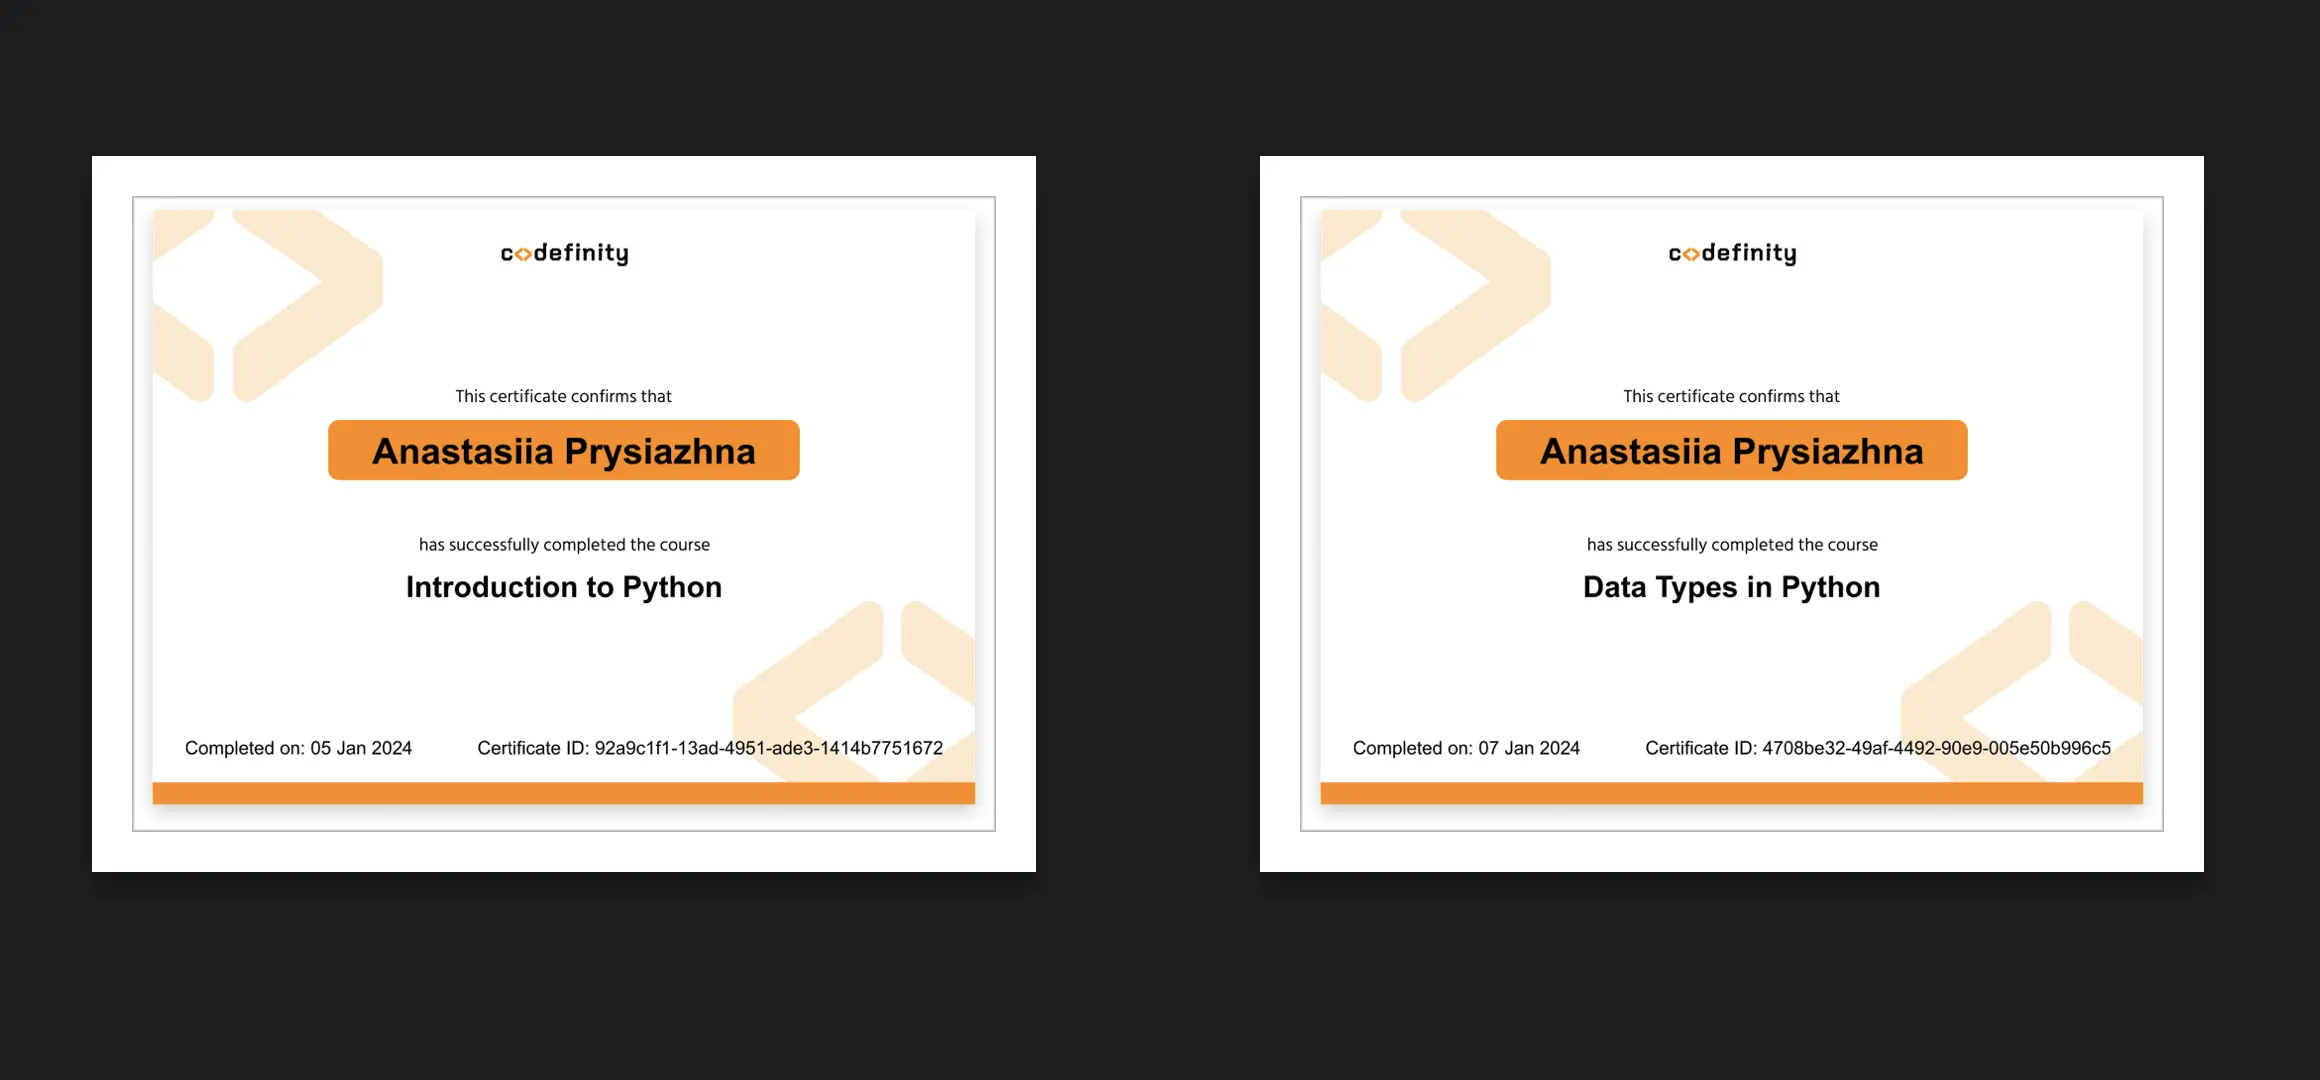 codefinity
This certificate confirms that
Anastasiia Prysiazhna
has successfully completed the course
Introduction to Python
Completed on: 05 Jan 2024
Certificate ID: 92a9c1f1-13ad-4951-ade3-1414b7751672
codefinity
This certificate confirms that
Anastasiia Prysiazhna
has successfully completed the course
Data Types in Python
Completed on: 07 Jan 2024
Certificate ID: 4708be32-49af-4492-90e9-005e50b996c5